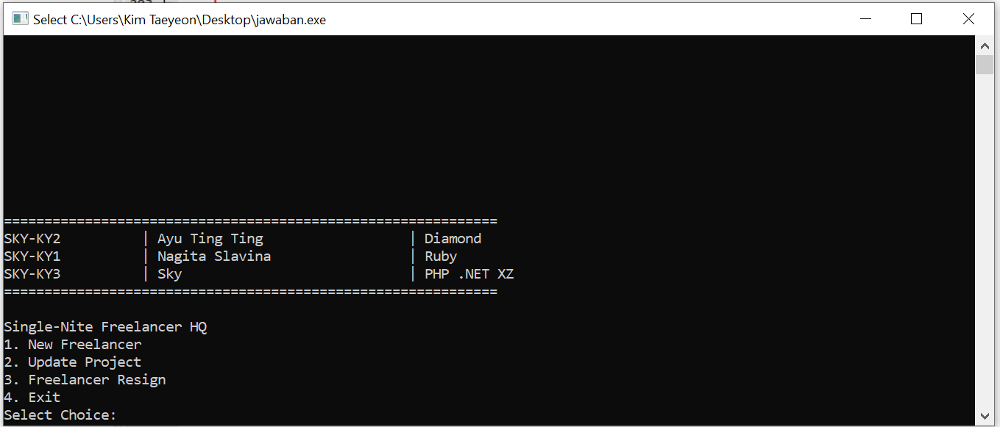 Select C:\Users\Kim Taeyeon\Desktop\jawaban.exe
=============================================================
SKY-KY2          | Ayu Ting Ting                  | Diamond
SKY-KY1          | Nagita Slavina                 | Ruby
SKY-KY3          | Sky                            | PHP .NET XZ
=============================================================
Single-Nite Freelancer HQ
1. New Freelancer
2. Update Project
3. Freelancer Resign
4. Exit
Select Choice: